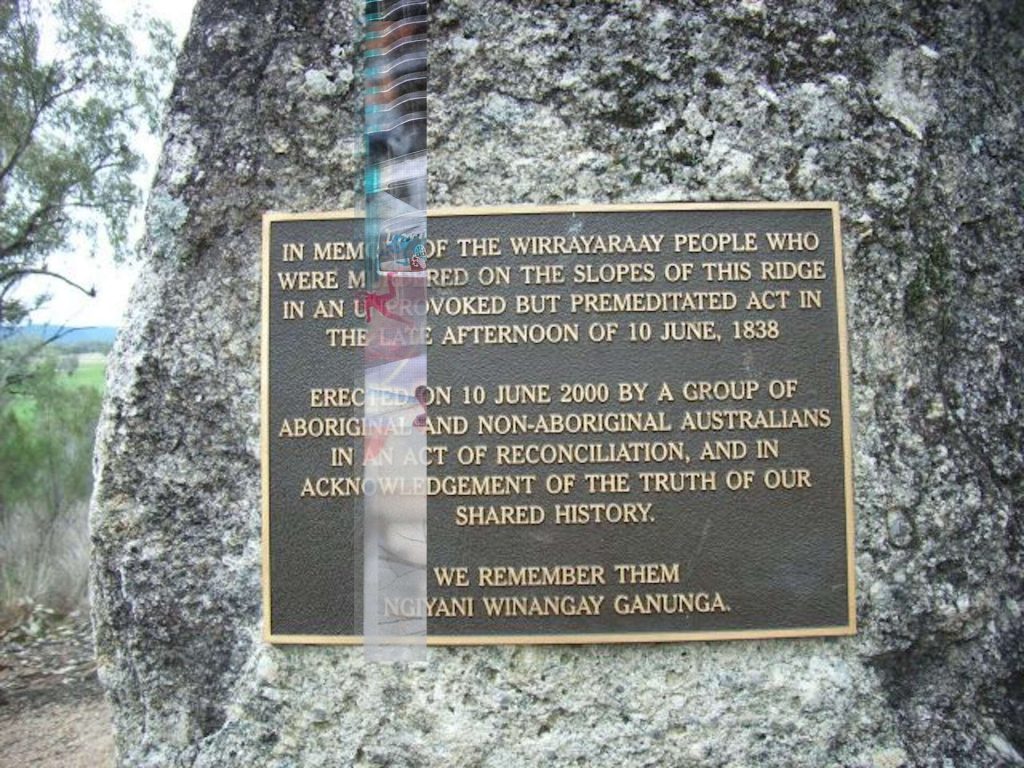 IN OF THE WIRRAYARAAY PEOPLE WHO
WERE ON THE SLOPES OF THIS RIDGE
IN AN UNPROVOKED BUT PREMEDITATED ACT IN
THE LATE AFTERNOON OF 10 JUNE, 1838
ERECTED ON 10 JUNE 2000 BY A GROUP OF
ABORIGINAL AND NON-ABORIGINAL AUSTRALIANS
IN AN ACT OF RECONCILIATION, AND IN
ACKNOWLEDGEMENT OF THE TRUTH OF OUR
SHARED HISTORY.
WE REMEMBER THEM
NGIYANI WINANGAY GANUNGA.